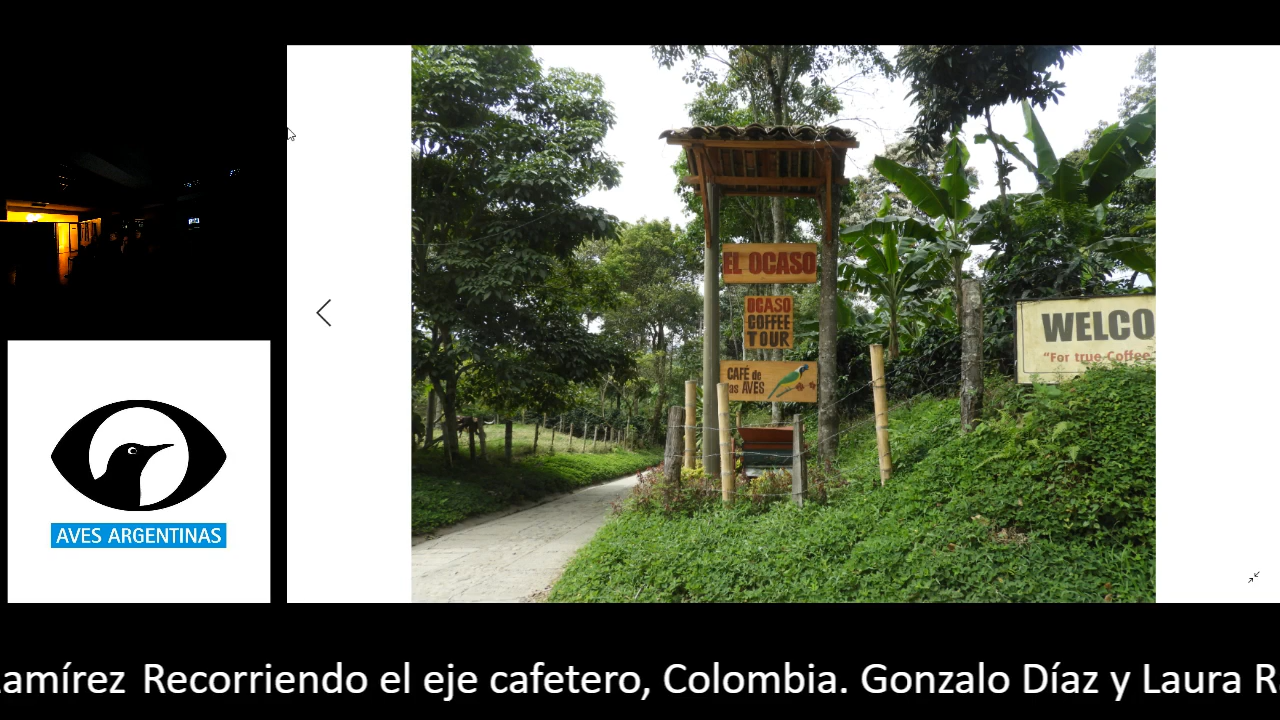 EL OCASO
OCASO
COFFEE
TOUR
CAFÉ de
las AVES
WELCO
"For true Coffee
AVES ARGENTINAS
amírez Recorriendo el eje cafetero, Colombia. Gonzalo Díaz y Laura R